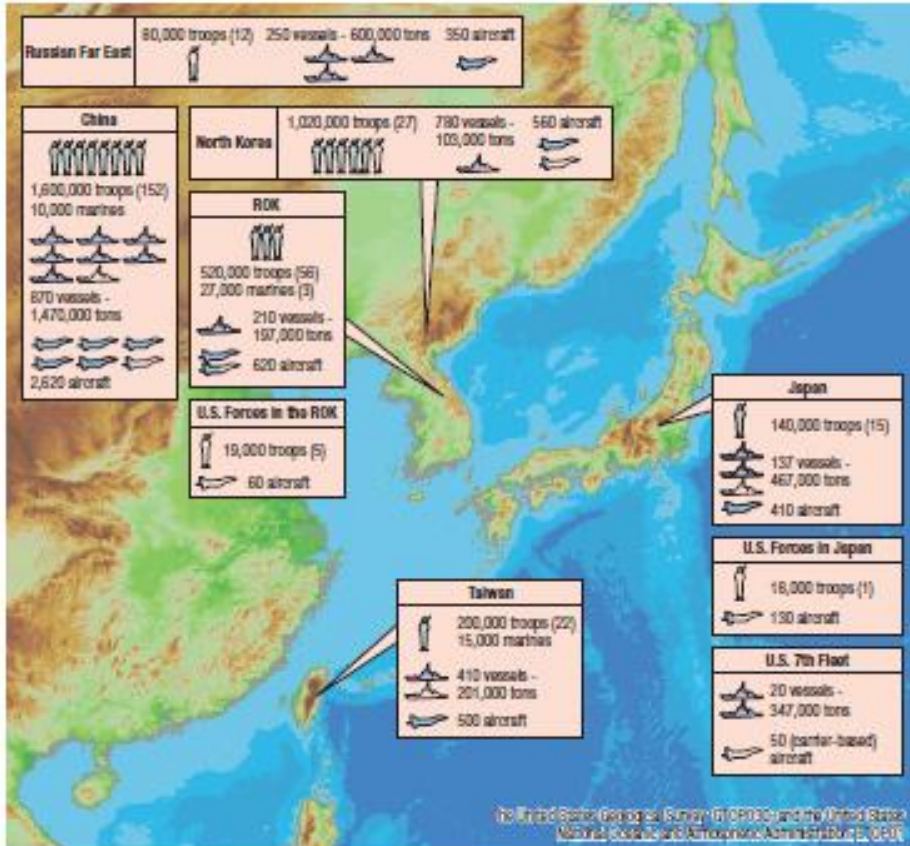 Russian Far East
80,000 troops (12)
250 vessels - 600,000 tons
350 aircraft
China
1,600,000 troops (152)
10,000 marines
870 vessels -
1,470,000 tons
2,620 aircraft
North Korea
1,020,000 troops (27)
780 vessels -
103,000 tons
560 aircraft
ROK
520,000 troops (56)
27,000 marines (3)
210 vessels -
197,000 tons
620 aircraft
U.S. Forces in the ROK
19,000 troops (5)
60 aircraft
Japan
140,000 troops (15)
137 vessels -
467,000 tons
410 aircraft
U.S. Forces in Japan
18,000 troops (1)
130 aircraft
Taiwan
200,000 troops (22)
15,000 marines
410 vessels -
201,000 tons
500 aircraft
U.S. 7th Fleet
20 vessels -
347,000 tons
50 (carrier-based)
aircraft
the United States Geological Survey and the United States
National Oceanic and Atmospheric Administration